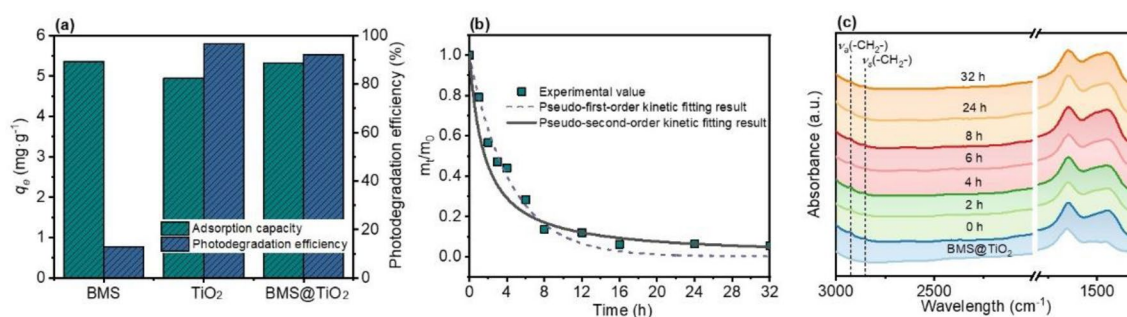 (a)
6
5
4
3
2
1
0
qe (mg·g⁻¹)
100
80
60
40
20
0
Photodegradation efficiency (%)
Adsorption capacity
Photodegradation efficiency
BMS
TiO₂
BMS@TiO₂
(b)
1.0
0.8
0.6
0.4
0.2
0.0
mt/m0
Experimental value
Pseudo-first-order kinetic fitting result
Pseudo-second-order kinetic fitting result
0 4 8 12 16 20 24 28 32
Time (h)
(c)
νa(-CH₂-)
νs(-CH₂-)
32 h
24 h
8 h
6 h
4 h
2 h
0 h
BMS@TiO₂
Absorbance (a.u.)
3000 2500 1500
Wavelength (cm⁻¹)